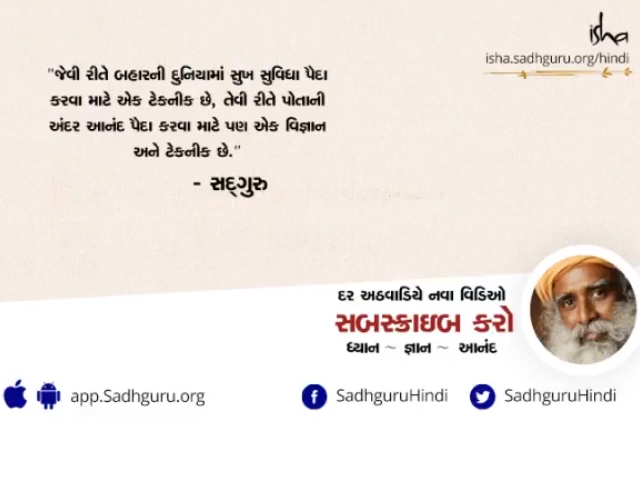 isha
isha.sadhguru.org/hindi
"જેવી રીતે બહારની દુનિયામાં સુખ સુવિધા પૈદા
કરવા માટે એક ટેકનીક છે, તેવી રીતે પોતાની
અંદર આનંદ પૈદા કરવા માટે પણ એક વિજ્ઞાન
અને ટેકનીક છે."
- સદ્‌ગુરુ
દર અઠવાડિયે નવા વિડિઓ
સબસ્ક્રાઇબ કરો
ધ્યાન ~ જ્ઞાન ~ આનંદ
app.Sadhguru.org
SadhguruHindi
SadhguruHindi